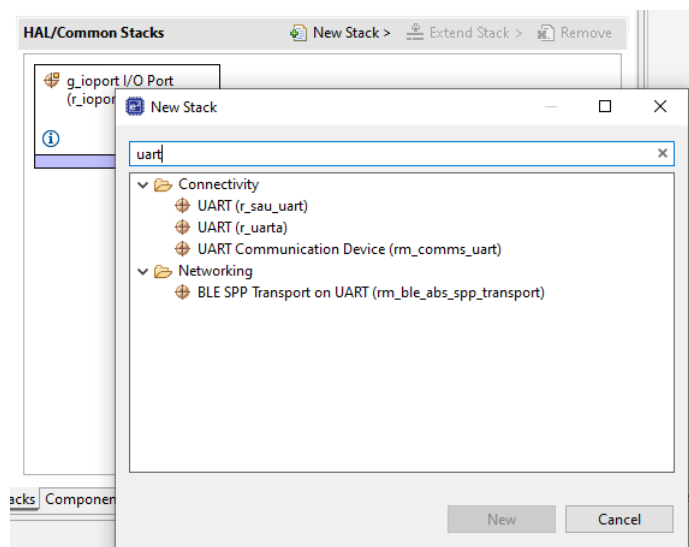 HAL/Common Stacks
New Stack >
Extend Stack >
Remove
g_ioport I/O Port
(r_iopor
New Stack
uart
Connectivity
UART (r_sau_uart)
UART (r_uarta)
UART Communication Device (rm_comms_uart)
Networking
BLE SPP Transport on UART (rm_ble_abs_spp_transport)
acks
Componen
New
Cancel